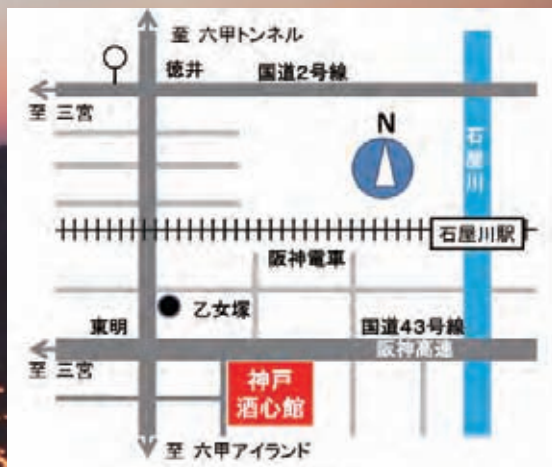 至 六甲トンネル
徳井
国道2号線
至 三宮
N
石屋川
石屋川駅
阪神電車
乙女塚
東明
国道43号線
阪神高速
至 三宮
神戸
酒心館
至 六甲アイランド